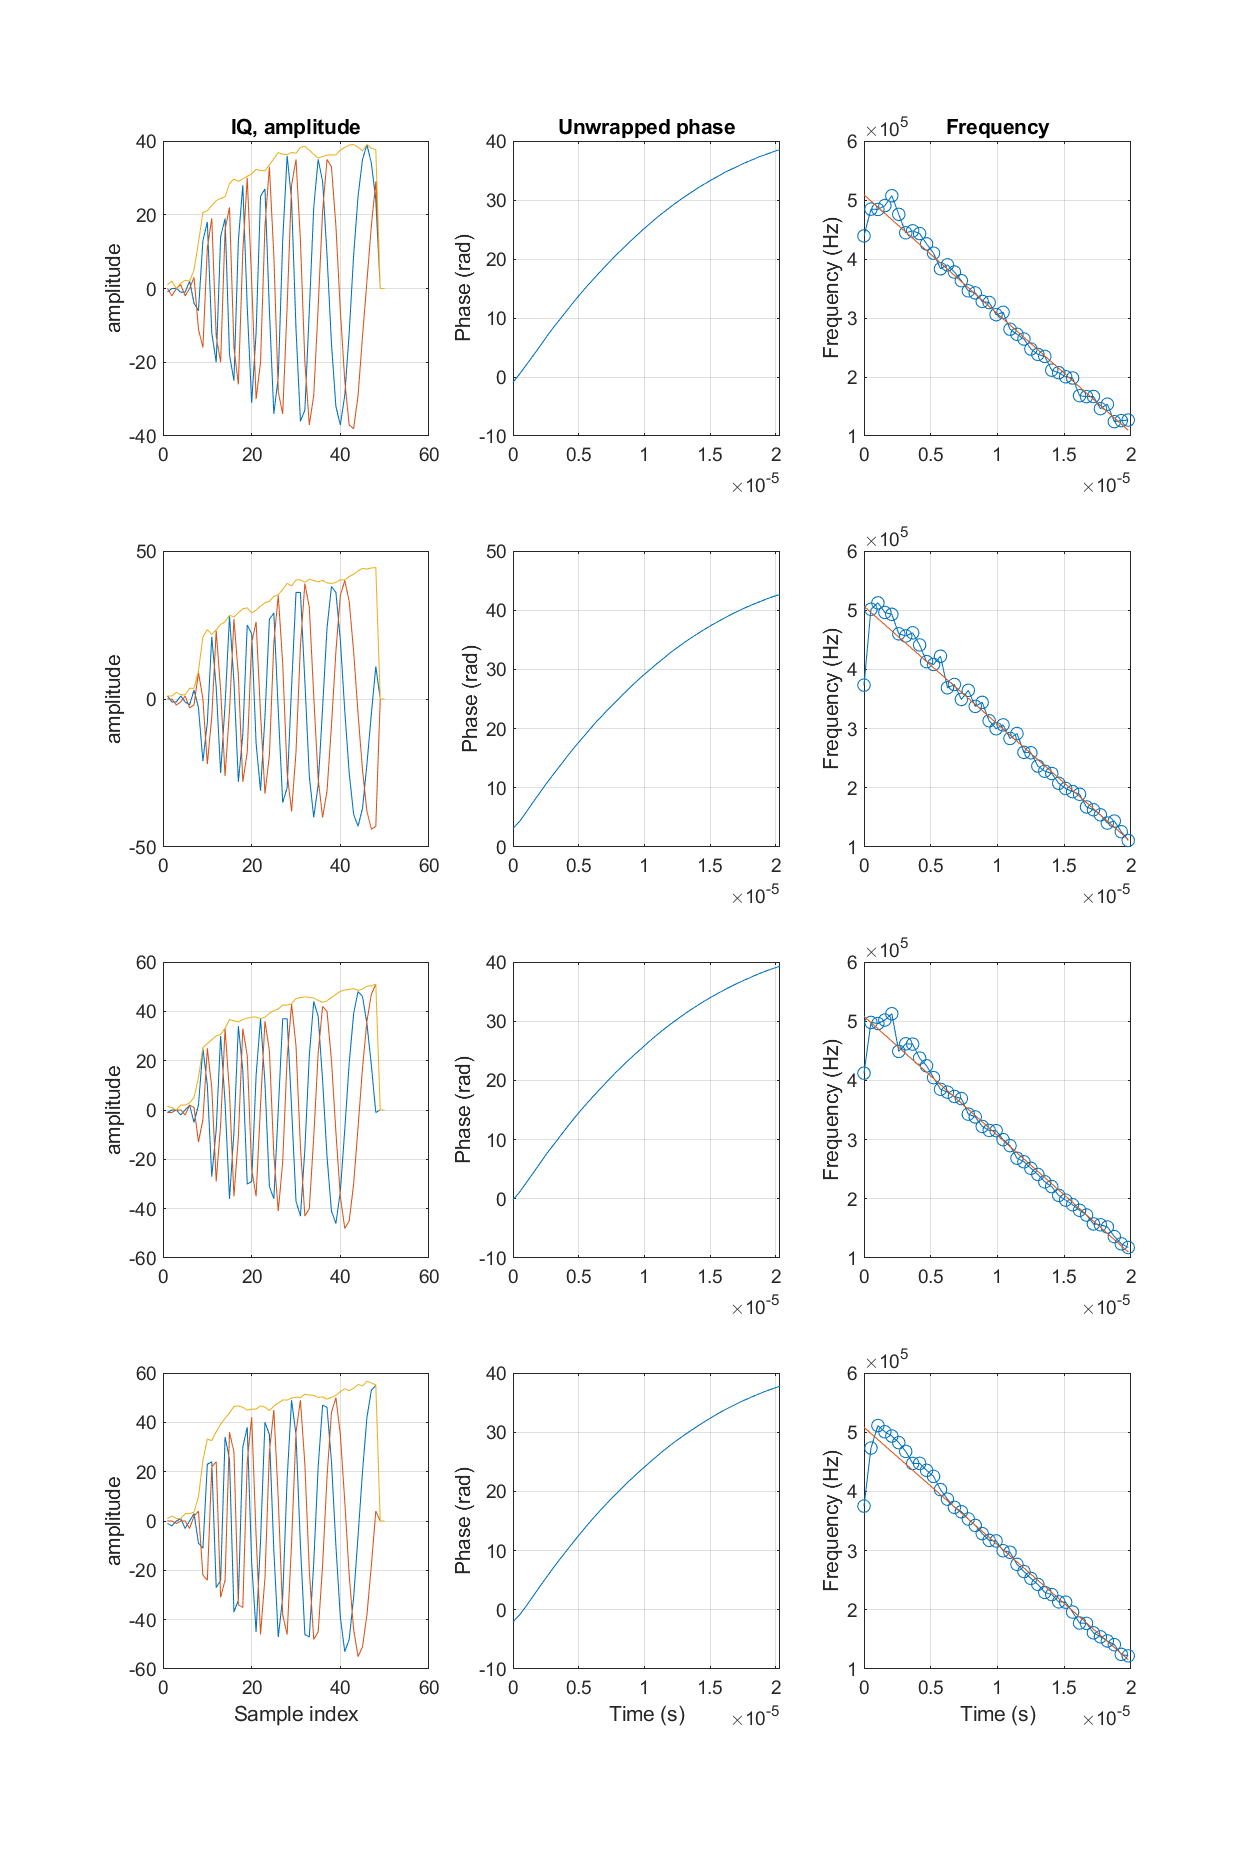 IQ, amplitude Unwrapped phase Frequency
×10^5
40 40 6
20 30 5
0 20 4
-20 10 3
-40 0 2
-10 1
amplitude Phase (rad) Frequency (Hz)
0 20 40 60 0 0.5 1 1.5 2 0 0.5 1 1.5 2
×10^-5 ×10^-5
×10^5
50 50 6
0 40 5
-50 30 4
20 3
10 2
0 1
amplitude Phase (rad) Frequency (Hz)
0 20 40 60 0 0.5 1 1.5 2 0 0.5 1 1.5 2
×10^-5 ×10^-5
×10^5
60 40 6
40 30 5
20 20 4
0 10 3
-20 0 2
-40 -10 1
-60
amplitude Phase (rad) Frequency (Hz)
0 20 40 60 0 0.5 1 1.5 2 0 0.5 1 1.5 2
×10^-5 ×10^-5
×10^5
60 40 6
40 30 5
20 20 4
0 10 3
-20 0 2
-40 -10 1
-60
amplitude Phase (rad) Frequency (Hz)
0 20 40 60 0 0.5 1 1.5 2 0 0.5 1 1.5 2
Sample index Time (s) ×10^-5 Time (s) ×10^-5